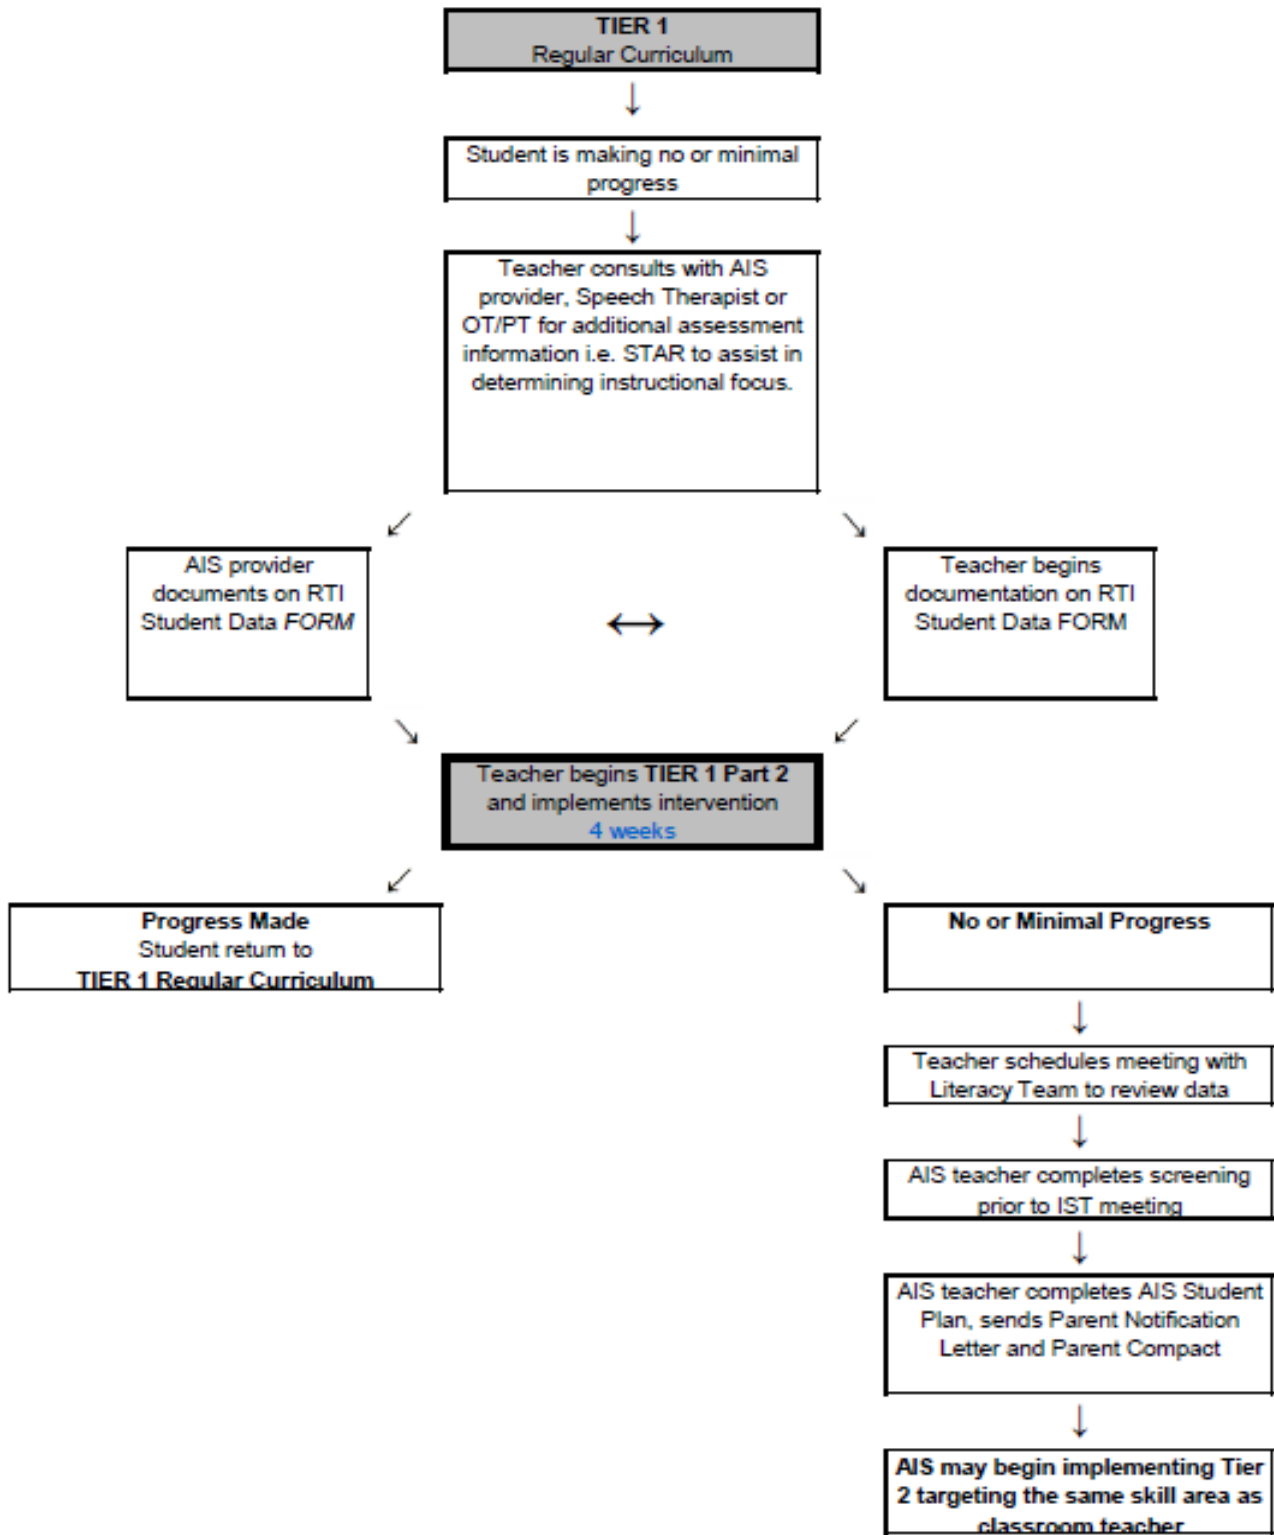 TIER 1
Regular Curriculum
↓
Student is making no or minimal
progress
↓
Teacher consults with AIS
provider, Speech Therapist or
OT/PT for additional assessment
information i.e. STAR to assist in
determining instructional focus.
↙ ↘
AIS provider
documents on RTI
Student Data FORM
↔
Teacher begins
documentation on RTI
Student Data FORM
↘ ↙
Teacher begins TIER 1 Part 2
and implements intervention
4 weeks
↙ ↘
Progress Made
Student return to
TIER 1 Regular Curriculum
No or Minimal Progress
↓
Teacher schedules meeting with
Literacy Team to review data
↓
AIS teacher completes screening
prior to IST meeting
↓
AIS teacher completes AIS Student
Plan, sends Parent Notification
Letter and Parent Compact
↓
AIS may begin implementing Tier
2 targeting the same skill area as
classroom teacher